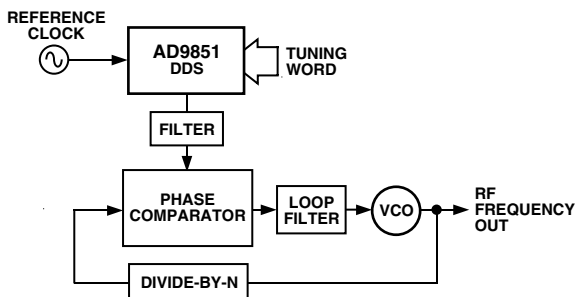 REFERENCE
CLOCK
AD9851
DDS
TUNING
WORD
FILTER
PHASE
COMPARATOR
LOOP
FILTER
VCO
RF
FREQUENCY
OUT
DIVIDE-BY-N